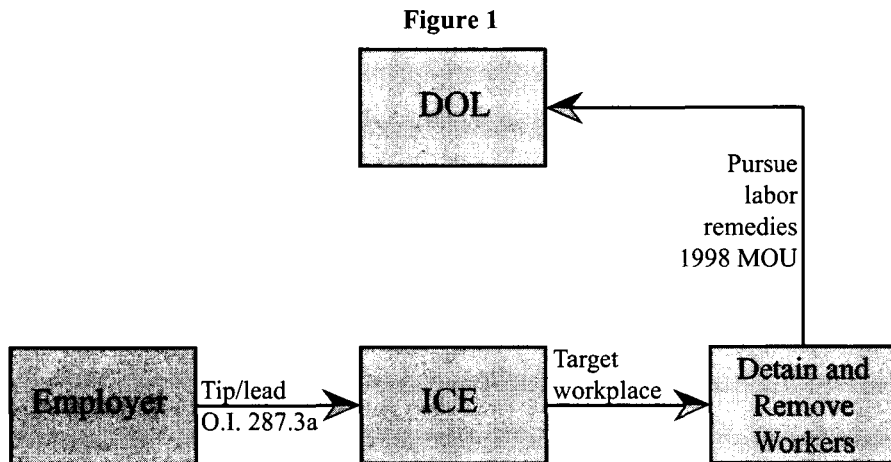 Figure 1
DOL
Pursue
labor
remedies
1998 MOU
Employer
Tip/lead
O.I. 287.3a
ICE
Target
workplace
Detain and
Remove
Workers